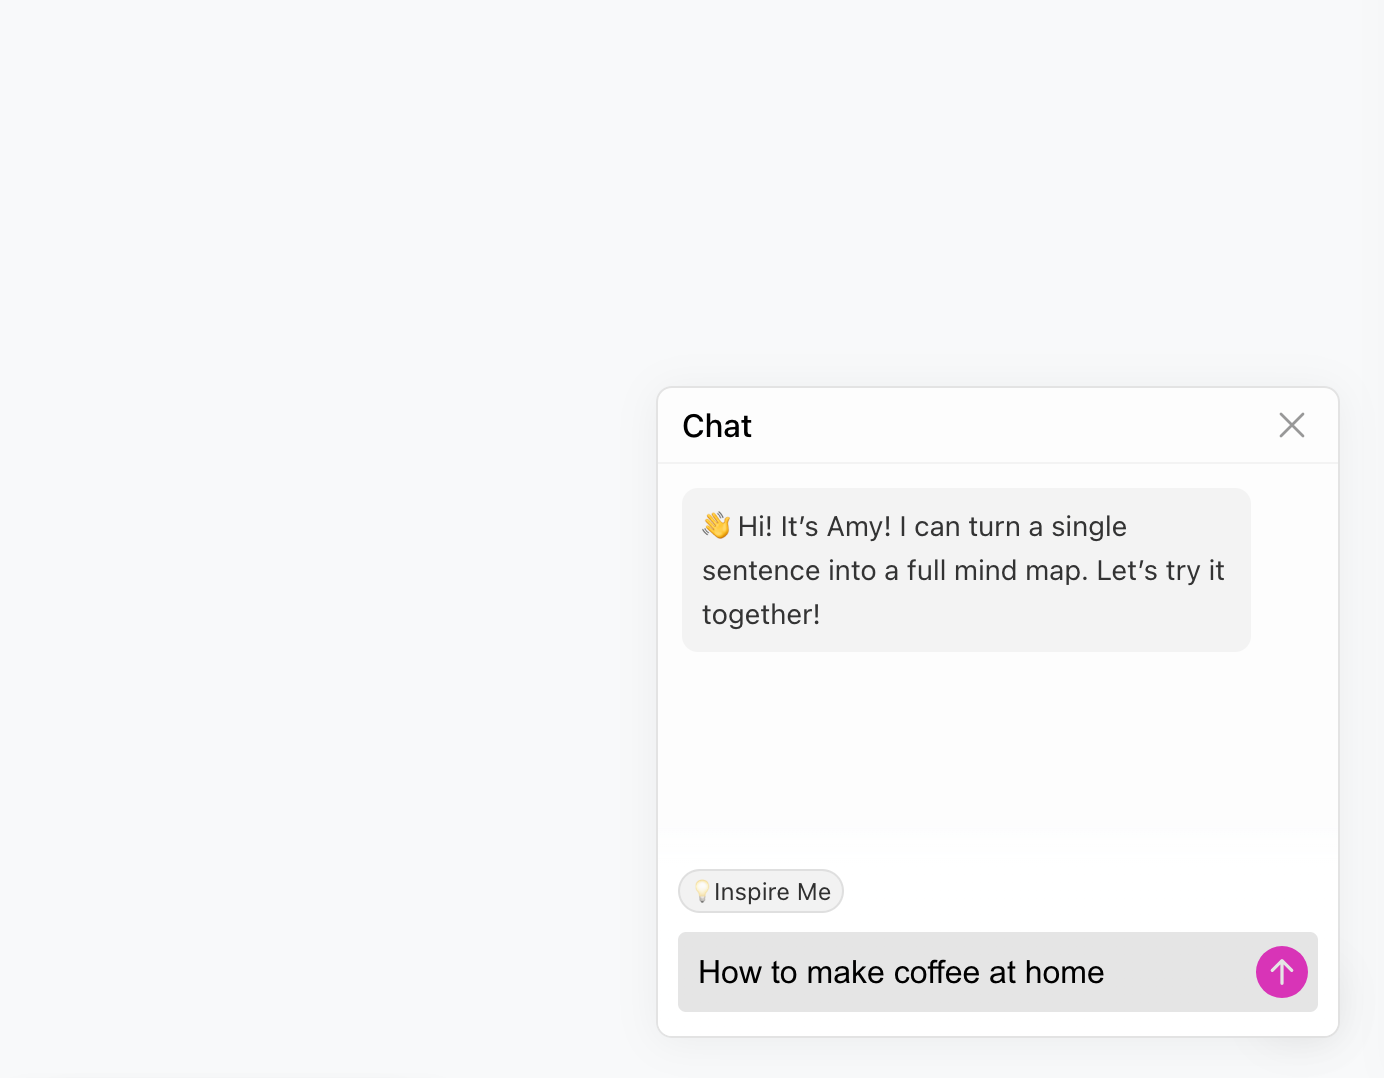 Chat
👋 Hi! It’s Amy! I can turn a single
sentence into a full mind map. Let’s try it
together!
💡Inspire Me
How to make coffee at home